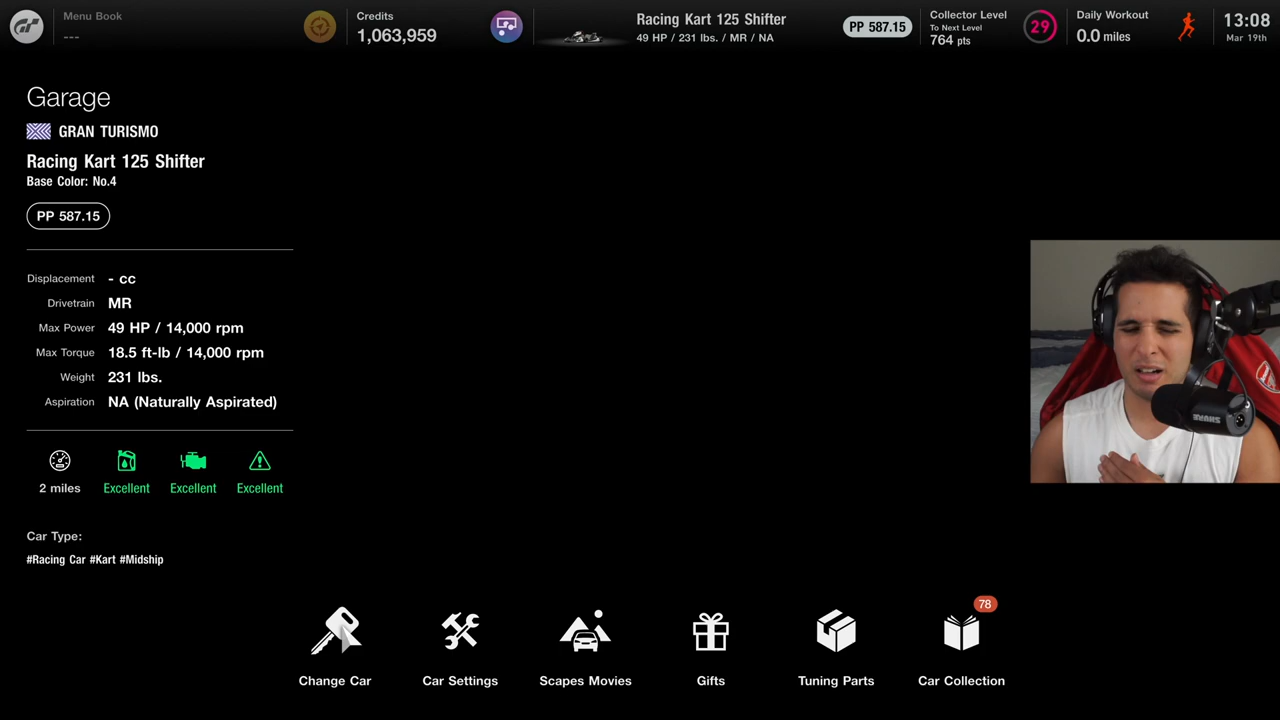 Menu Book
---
Credits
1,063,959
Racing Kart 125 Shifter
49 HP / 231 lbs. / MR / NA
PP 587.15
Collector Level
To Next Level
764 pts
29
Daily Workout
0.0 miles
13:08
Mar 19th
Garage
GRAN TURISMO
Racing Kart 125 Shifter
Base Color: No.4
PP 587.15
Displacement - cc
Drivetrain MR
Max Power 49 HP / 14,000 rpm
Max Torque 18.5 ft-lb / 14,000 rpm
Weight 231 lbs.
Aspiration NA (Naturally Aspirated)
2 miles Excellent Excellent Excellent
Car Type:
#Racing Car #Kart #Midship
78
Change Car Car Settings Scapes Movies Gifts Tuning Parts Car Collection
SHURE